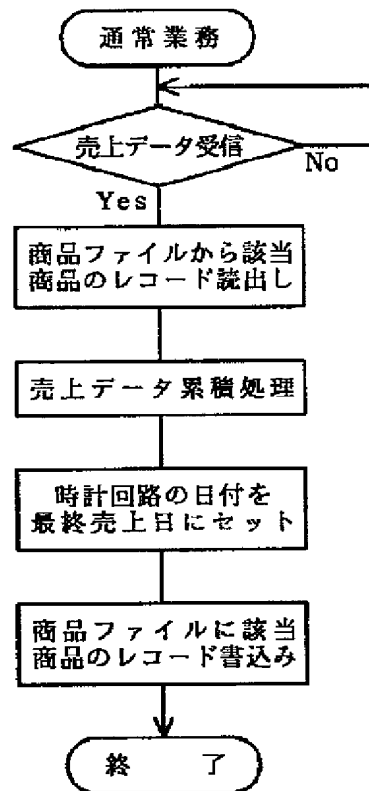 通常業務
売上データ受信
No
Yes
商品ファイルから該当
商品のレコード読出し
売上データ累積処理
時計回路の日付を
最終売上日にセット
商品ファイルに該当
商品のレコード書込み
終 了